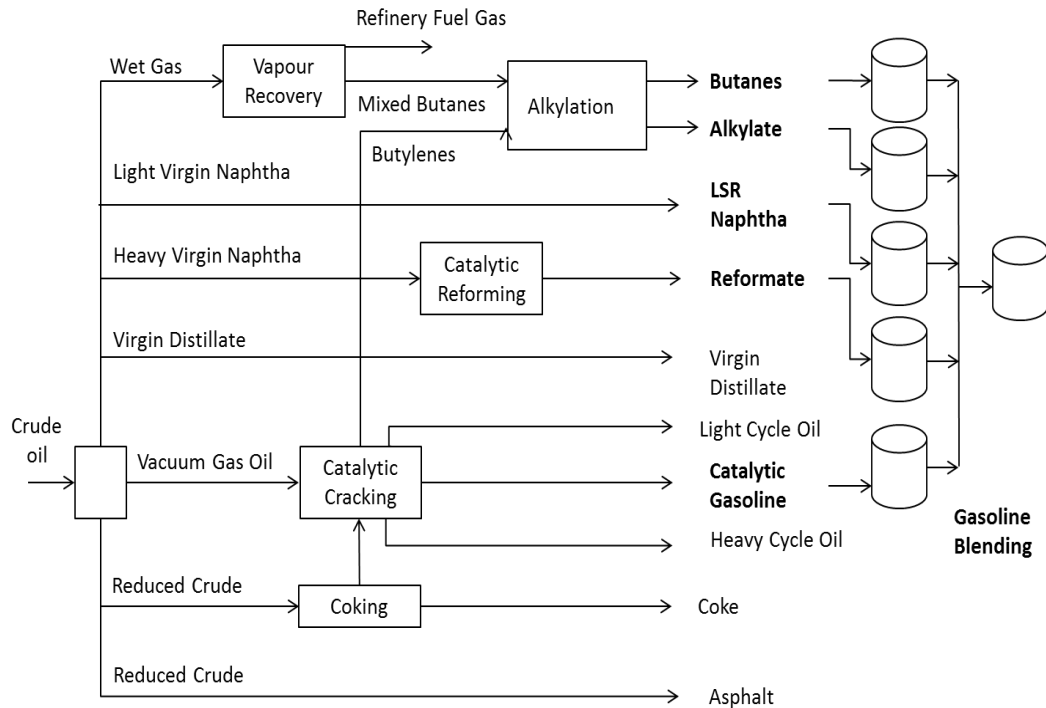 Refinery Fuel Gas
Wet Gas
Vapour
Recovery
Mixed Butanes
Alkylation
Butanes
Alkylate
Butylenes
Light Virgin Naphtha
LSR
Naphtha
Heavy Virgin Naphtha
Catalytic
Reforming
Reformate
Virgin Distillate
Virgin
Distillate
Crude
oil
Light Cycle Oil
Vacuum Gas Oil
Catalytic
Cracking
Catalytic
Gasoline
Heavy Cycle Oil
Gasoline
Blending
Reduced Crude
Coking
Coke
Reduced Crude
Asphalt